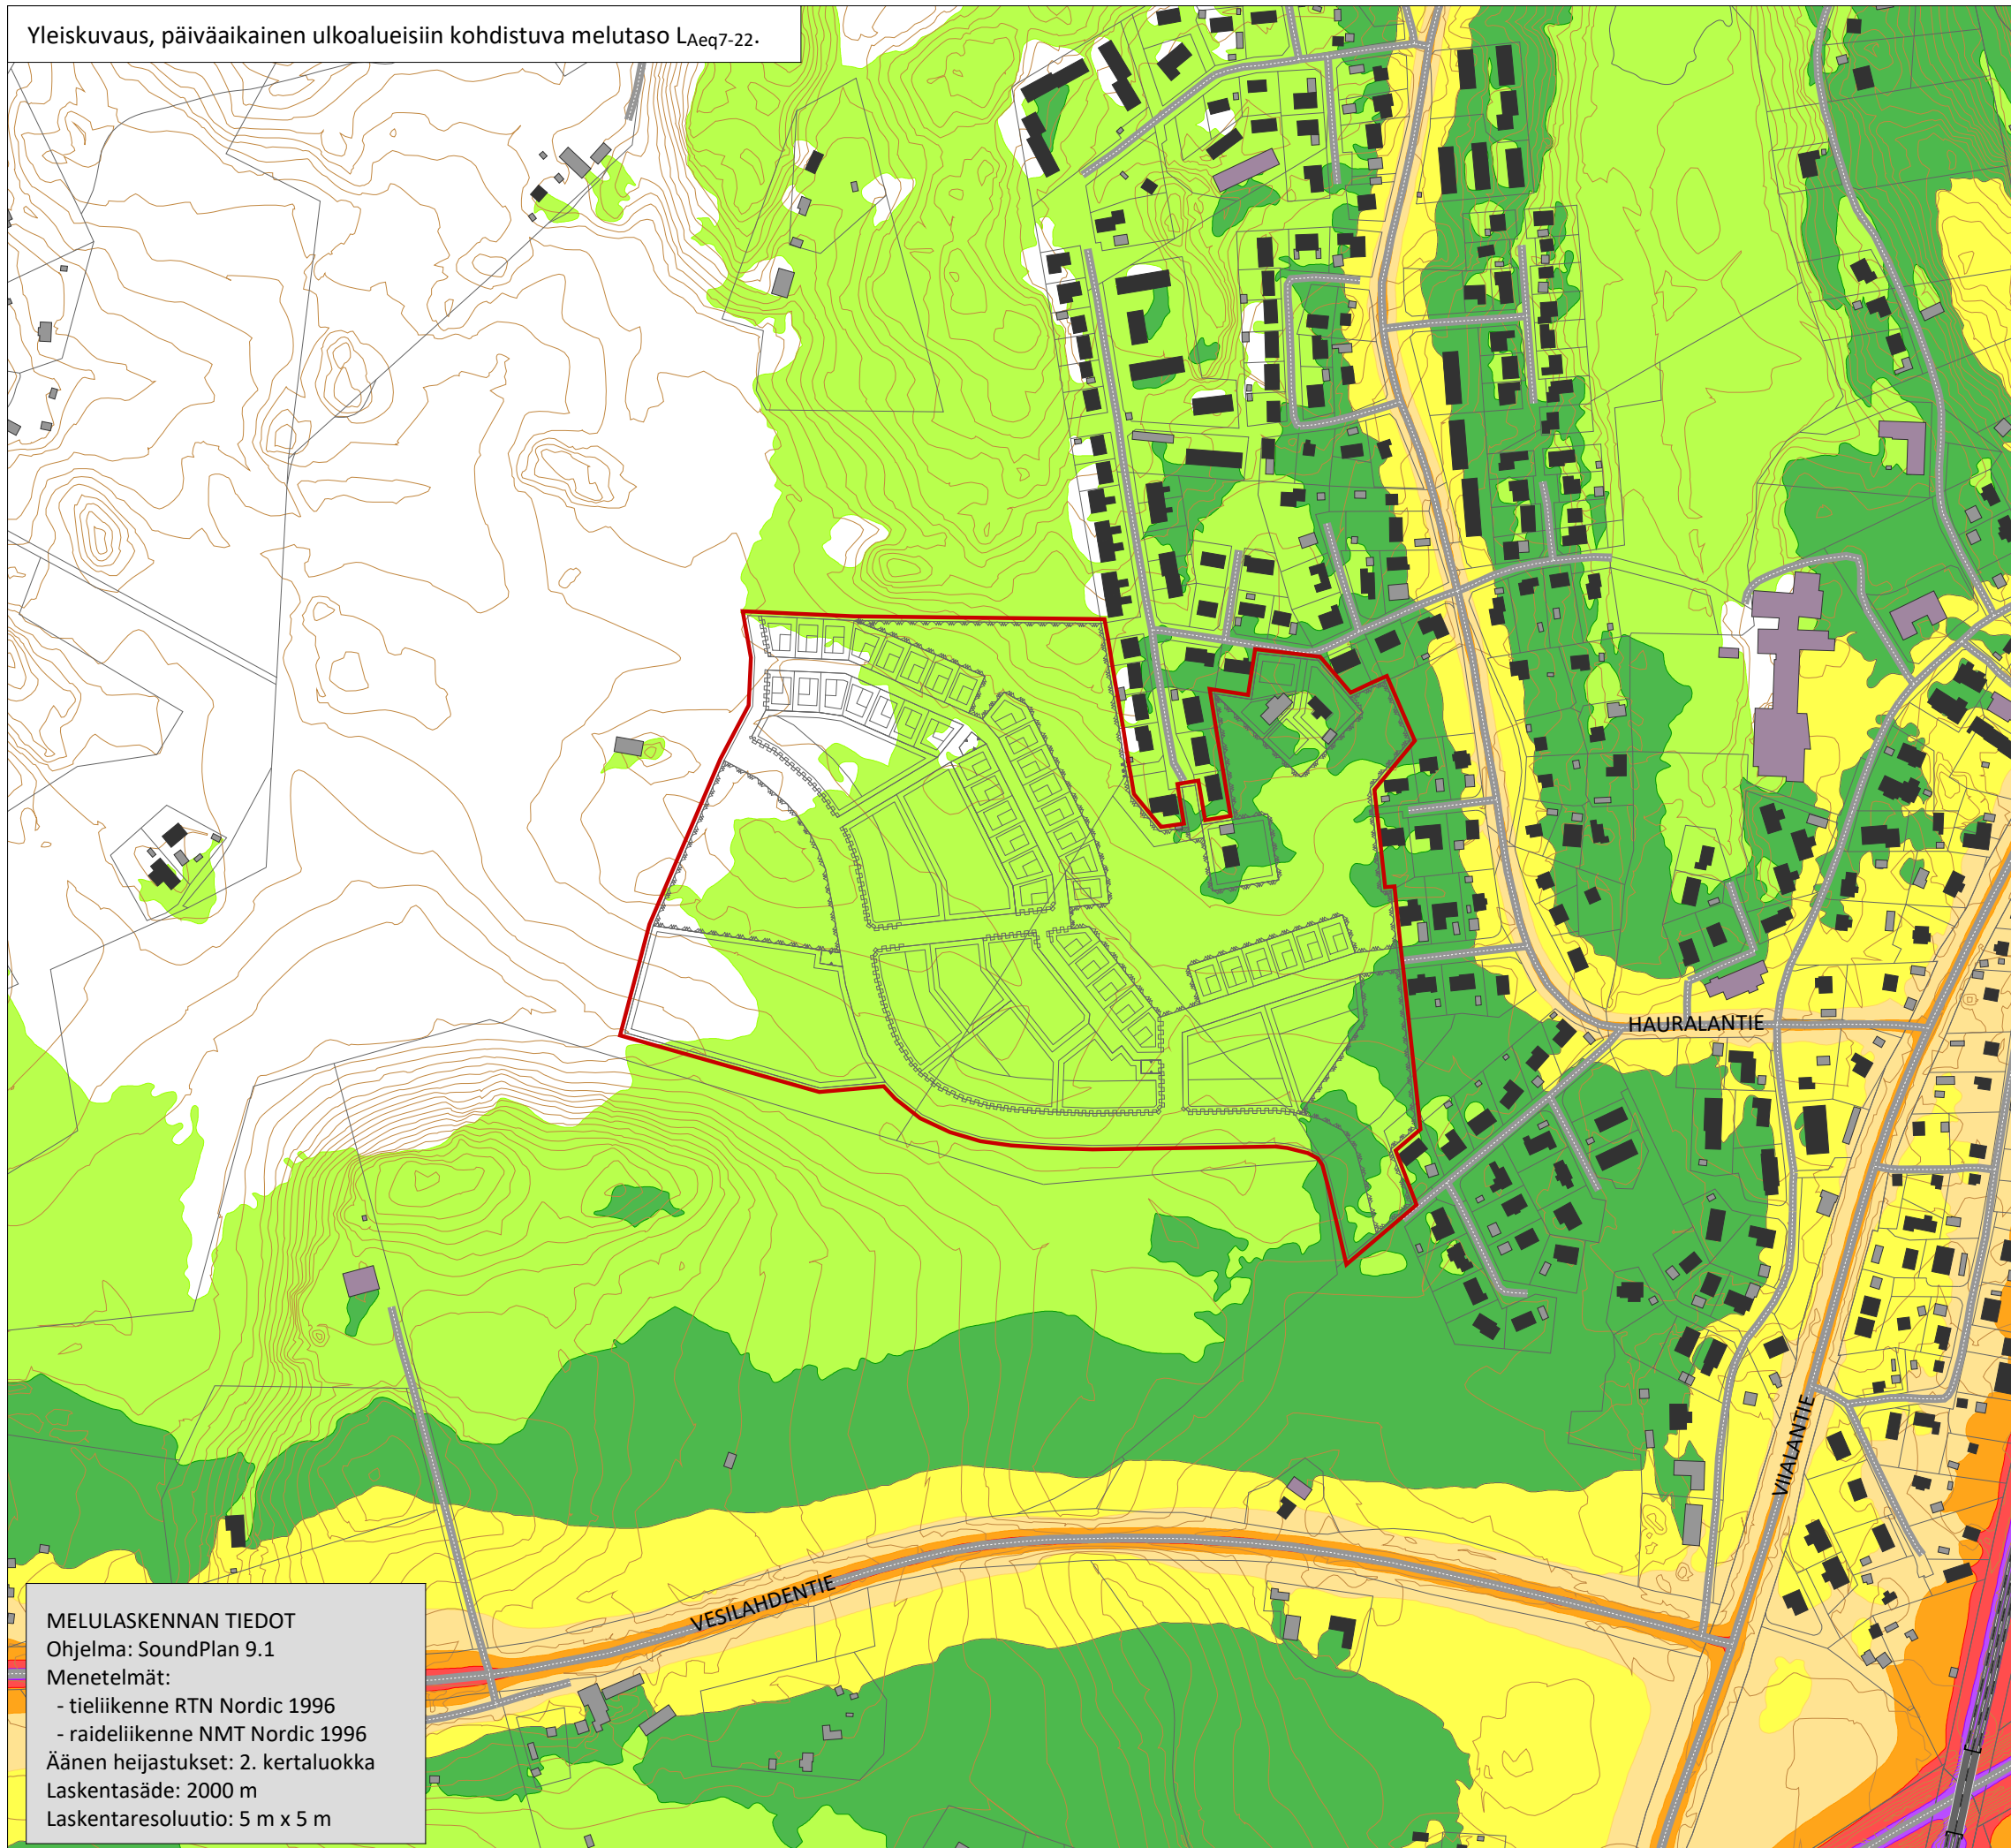 Yleiskuvaus, päiväaikainen ulkoalueisiin kohdistuva melutaso LAeq7-22.
HAURALANTIE
VIIALANTIE
VESILAHDENTIE
MELULASKENNAN TIEDOT
Ohjelma: SoundPlan 9.1
Menetelmät:
- tieliikenne RTN Nordic 1996
- raideliikenne NMT Nordic 1996
Äänen heijastukset: 2. kertaluokka
Laskentasäde: 2000 m
Laskentaresoluutio: 5 m x 5 m